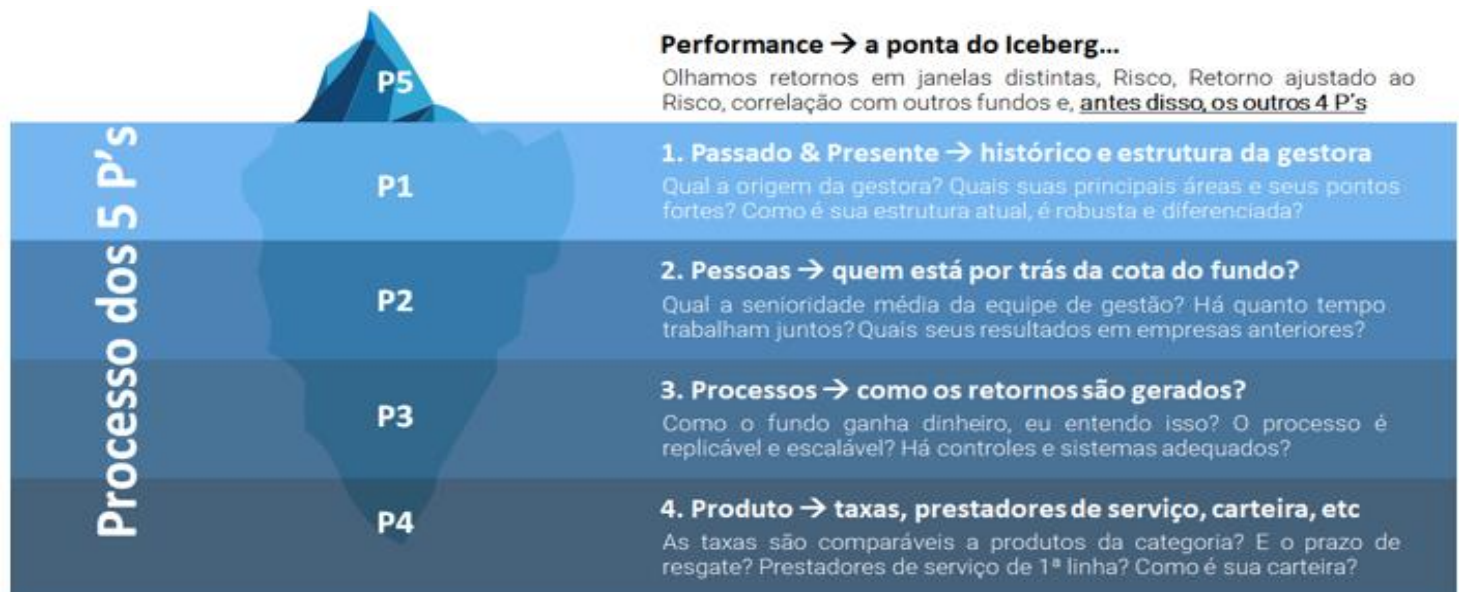 Performance → a ponta do Iceberg...
Olhamos retornos em janelas distintas, Risco, Retorno ajustado ao
Risco, correlação com outros fundos e, antes disso, os outros 4 P's
P5
Processo dos 5 P's
1. Passado & Presente → histórico e estrutura da gestora
Qual a origem da gestora? Quais suas principais áreas e seus pontos
fortes? Como é sua estrutura atual, é robusta e diferenciada?
P1
2. Pessoas → quem está por trás da cota do fundo?
Qual a senioridade média da equipe de gestão? Há quanto tempo
trabalham juntos? Quais seus resultados em empresas anteriores?
P2
3. Processos → como os retornos são gerados?
Como o fundo ganha dinheiro, eu entendo isso? O processo é
replicável e escalável? Há controles e sistemas adequados?
P3
4. Produto → taxas, prestadores de serviço, carteira, etc
As taxas são comparáveis a produtos da categoria? E o prazo de
resgate? Prestadores de serviço de 1ª linha? Como é sua carteira?
P4